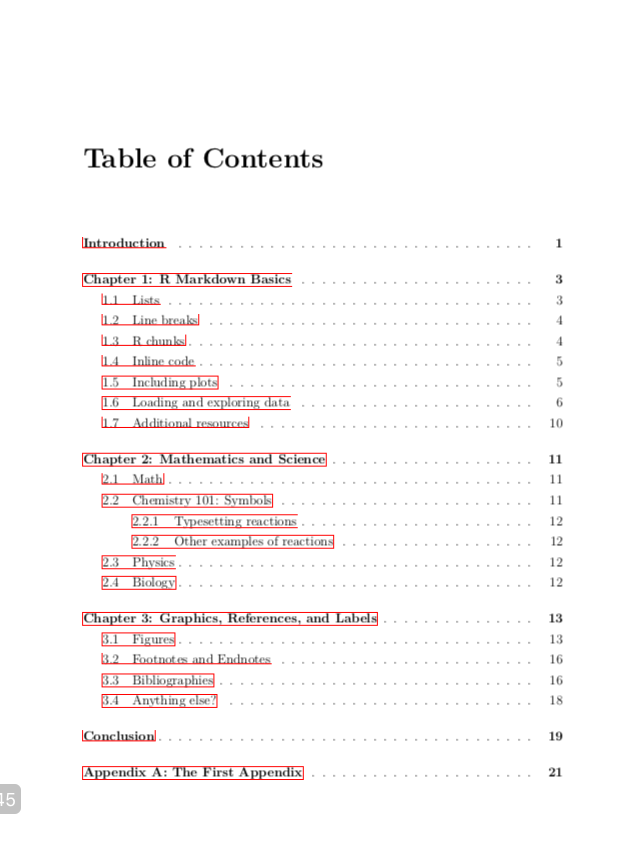 Table of Contents
Introduction . . . . . . . . . . . . . . . . . . . . . . . . . . . . . . . . . . . 1
Chapter 1: R Markdown Basics . . . . . . . . . . . . . . . . . . . . . . . 3
1.1 Lists . . . . . . . . . . . . . . . . . . . . . . . . . . . . . . . . . . . . 3
1.2 Line breaks . . . . . . . . . . . . . . . . . . . . . . . . . . . . . . . . 4
1.3 R chunks . . . . . . . . . . . . . . . . . . . . . . . . . . . . . . . . . . 4
1.4 Inline code . . . . . . . . . . . . . . . . . . . . . . . . . . . . . . . . . 5
1.5 Including plots . . . . . . . . . . . . . . . . . . . . . . . . . . . . . . 5
1.6 Loading and exploring data . . . . . . . . . . . . . . . . . . . . . . . 6
1.7 Additional resources . . . . . . . . . . . . . . . . . . . . . . . . . . . 10
Chapter 2: Mathematics and Science . . . . . . . . . . . . . . . . . . . . 11
2.1 Math . . . . . . . . . . . . . . . . . . . . . . . . . . . . . . . . . . . . 11
2.2 Chemistry 101: Symbols . . . . . . . . . . . . . . . . . . . . . . . . . 11
2.2.1 Typesetting reactions . . . . . . . . . . . . . . . . . . . . . . . 12
2.2.2 Other examples of reactions . . . . . . . . . . . . . . . . . . . 12
2.3 Physics . . . . . . . . . . . . . . . . . . . . . . . . . . . . . . . . . . . 12
2.4 Biology . . . . . . . . . . . . . . . . . . . . . . . . . . . . . . . . . . . 12
Chapter 3: Graphics, References, and Labels . . . . . . . . . . . . . . . 13
3.1 Figures . . . . . . . . . . . . . . . . . . . . . . . . . . . . . . . . . . . 13
3.2 Footnotes and Endnotes . . . . . . . . . . . . . . . . . . . . . . . . . 16
3.3 Bibliographies . . . . . . . . . . . . . . . . . . . . . . . . . . . . . . . 16
3.4 Anything else? . . . . . . . . . . . . . . . . . . . . . . . . . . . . . . 18
Conclusion . . . . . . . . . . . . . . . . . . . . . . . . . . . . . . . . . . . . . 19
Appendix A: The First Appendix . . . . . . . . . . . . . . . . . . . . . . 21
45